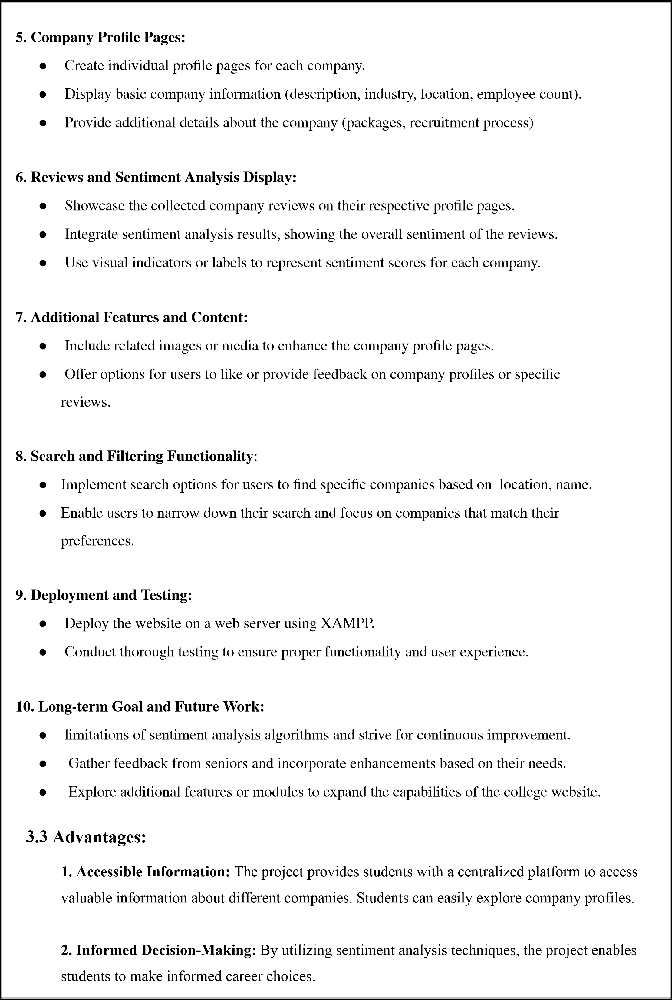 5. Company Profile Pages:
● Create individual profile pages for each company.
● Display basic company information (description, industry, location, employee count).
● Provide additional details about the company (packages, recruitment process)
6. Reviews and Sentiment Analysis Display:
● Showcase the collected company reviews on their respective profile pages.
● Integrate sentiment analysis results, showing the overall sentiment of the reviews.
● Use visual indicators or labels to represent sentiment scores for each company.
7. Additional Features and Content:
● Include related images or media to enhance the company profile pages.
● Offer options for users to like or provide feedback on company profiles or specific
reviews.
8. Search and Filtering Functionality:
● Implement search options for users to find specific companies based on  location, name.
● Enable users to narrow down their search and focus on companies that match their
preferences.
9. Deployment and Testing:
● Deploy the website on a web server using XAMPP.
● Conduct thorough testing to ensure proper functionality and user experience.
10. Long-term Goal and Future Work:
● limitations of sentiment analysis algorithms and strive for continuous improvement.
● Gather feedback from seniors and incorporate enhancements based on their needs.
● Explore additional features or modules to expand the capabilities of the college website.
3.3 Advantages:
1. Accessible Information: The project provides students with a centralized platform to access
valuable information about different companies. Students can easily explore company profiles.
2. Informed Decision-Making: By utilizing sentiment analysis techniques, the project enables
students to make informed career choices.